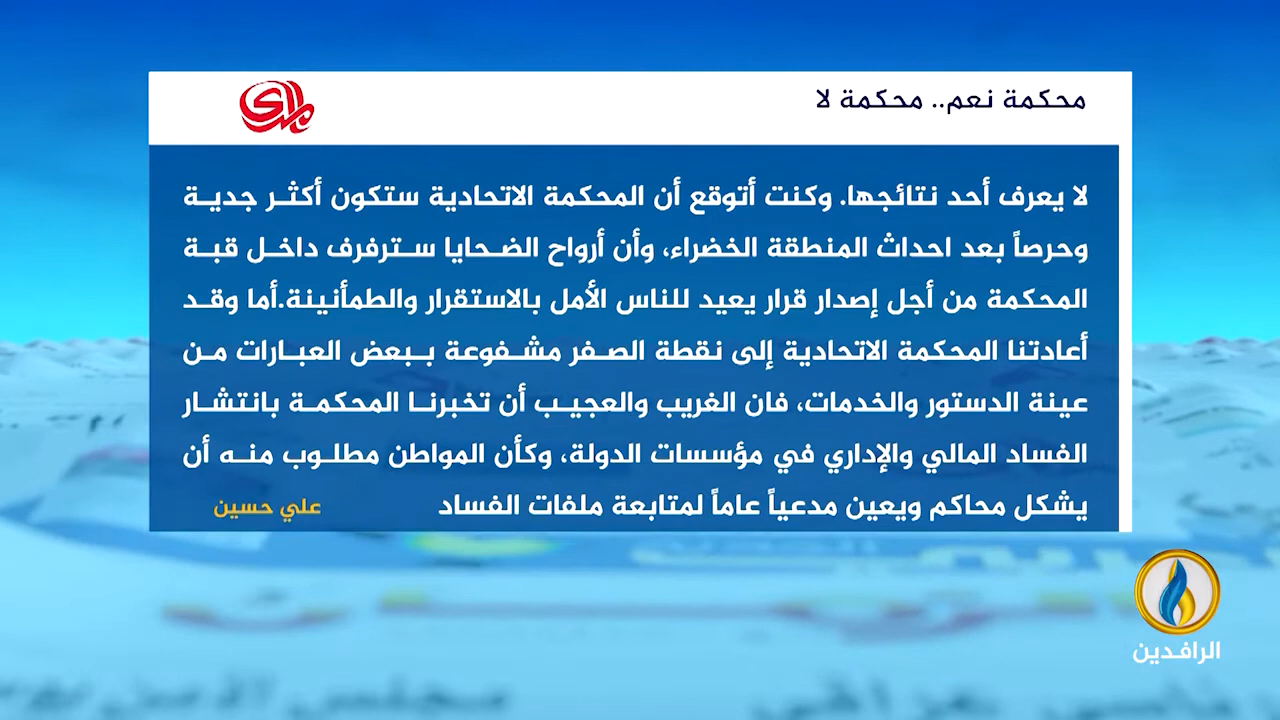 محكمة نعم.. محكمة لا
المدى
لا يعرف أحد نتائجها. وكنت أتوقع أن المحكمة الاتحادية ستكون أكثر جدية
وحرصاً بعد احداث المنطقة الخضراء، وأن أرواح الضحايا سترفرف داخل قبة
المحكمة من أجل إصدار قرار يعيد للناس الأمل بالاستقرار والطمأنينة.أما وقد
أعادتنا المحكمة الاتحادية إلى نقطة الصفر مشفوعة ببعض العبارات من
عينة الدستور والخدمات، فان الغريب والعجيب أن تخبرنا المحكمة بانتشار
الفساد المالي والإداري في مؤسسات الدولة، وكأن المواطن مطلوب منه أن
يشكل محاكم ويعين مدعياً عاماً لمتابعة ملفات الفساد
علي حسين
الرافدين
مجلس الأمن